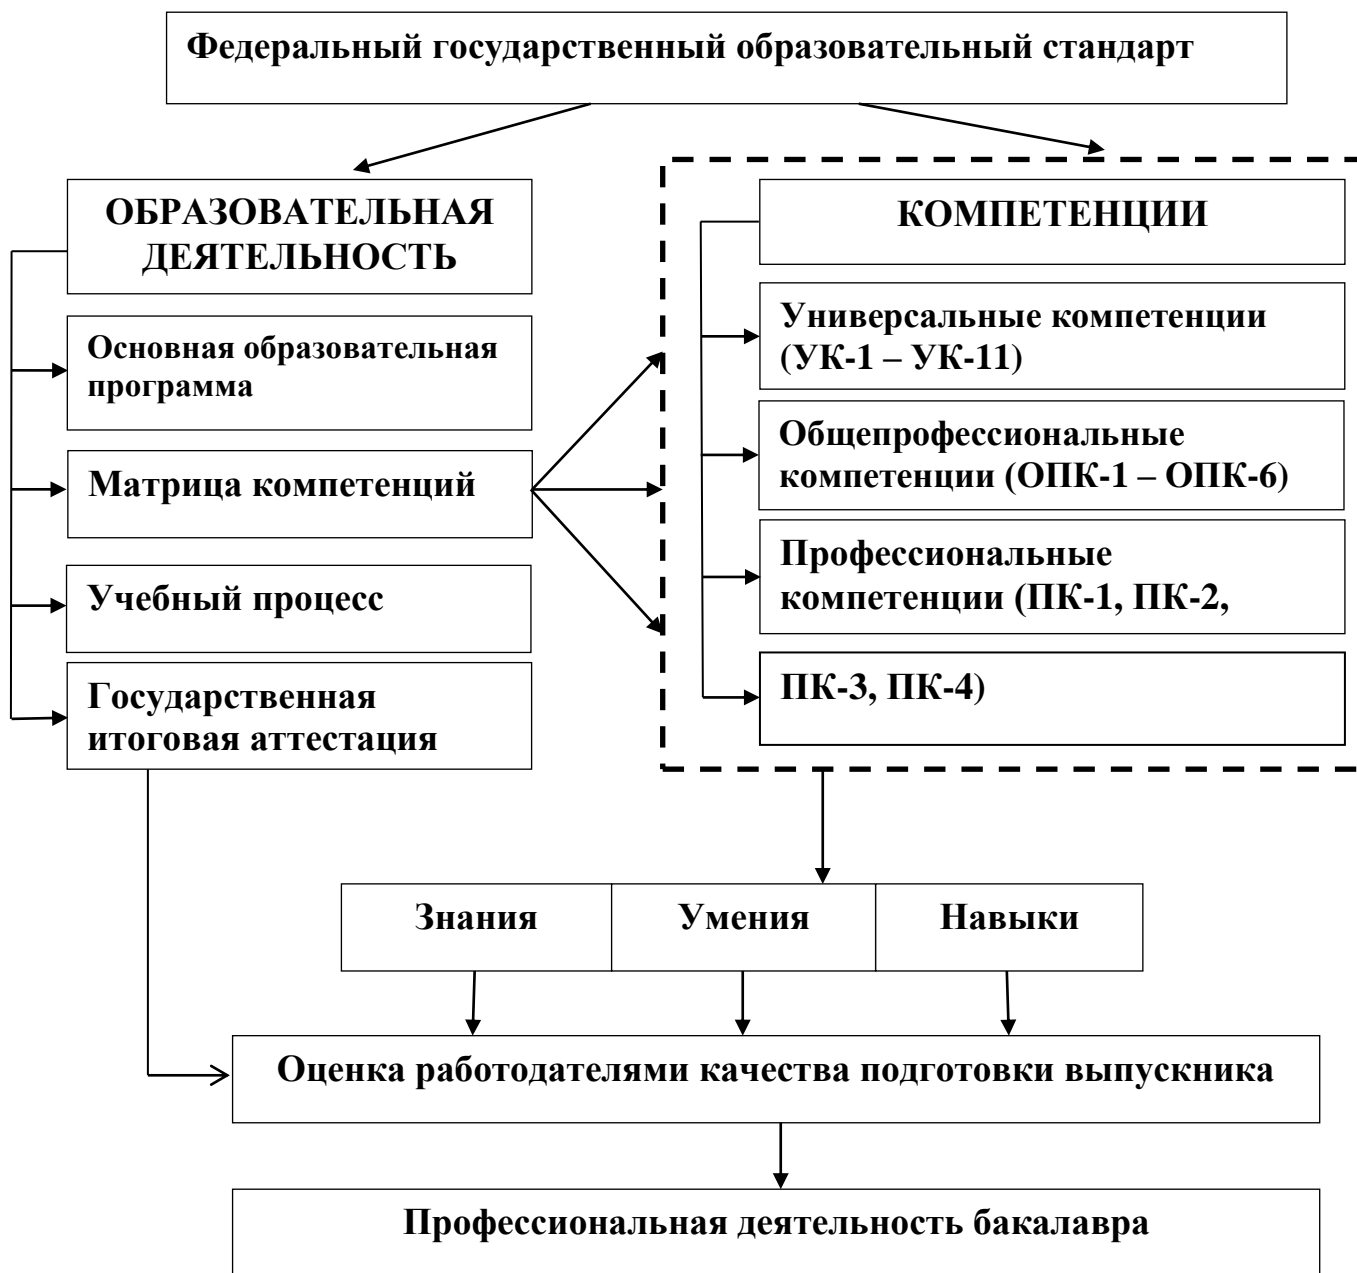 Федеральный государственный образовательный стандарт
ОБРАЗОВАТЕЛЬНАЯ
ДЕЯТЕЛЬНОСТЬ
Основная образовательная
программа
Матрица компетенций
Учебный процесс
Государственная
итоговая аттестация
КОМПЕТЕНЦИИ
Универсальные компетенции
(УК-1 – УК-11)
Общепрофессиональные
компетенции (ОПК-1 – ОПК-6)
Профессиональные
компетенции (ПК-1, ПК-2,
ПК-3, ПК-4)
Знания
Умения
Навыки
Оценка работодателями качества подготовки выпускника
Профессиональная деятельность бакалавра